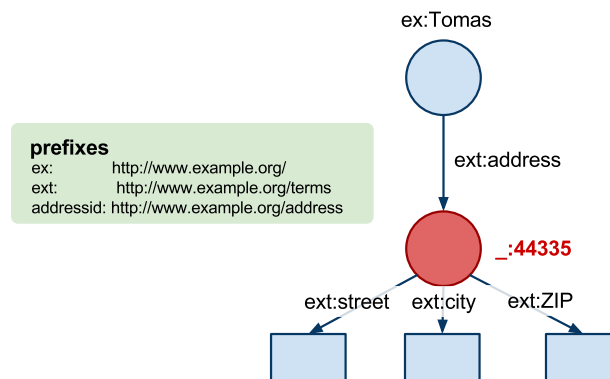 ex:Tomas
ext:address
prefixes
ex: http://www.example.org/
ext: http://www.example.org/terms
addressid: http://www.example.org/address
_:44335
ext:street ext:city ext:ZIP